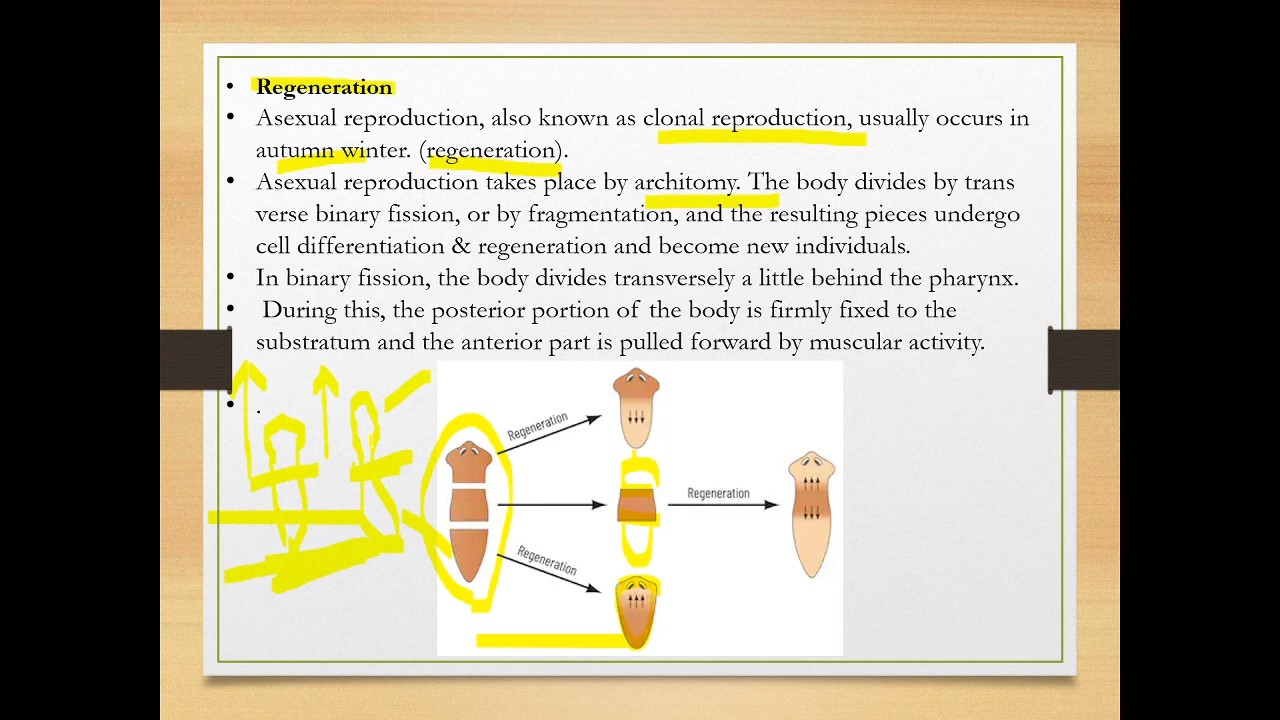 • Regeneration
• Asexual reproduction, also known as clonal reproduction, usually occurs in
autumn winter. (regeneration).
• Asexual reproduction takes place by architomy. The body divides by trans
verse binary fission, or by fragmentation, and the resulting pieces undergo
cell differentiation & regeneration and become new individuals.
• In binary fission, the body divides transversely a little behind the pharynx.
• During this, the posterior portion of the body is firmly fixed to the
substratum and the anterior part is pulled forward by muscular activity.
• .
Regeneration
Regeneration
Regeneration